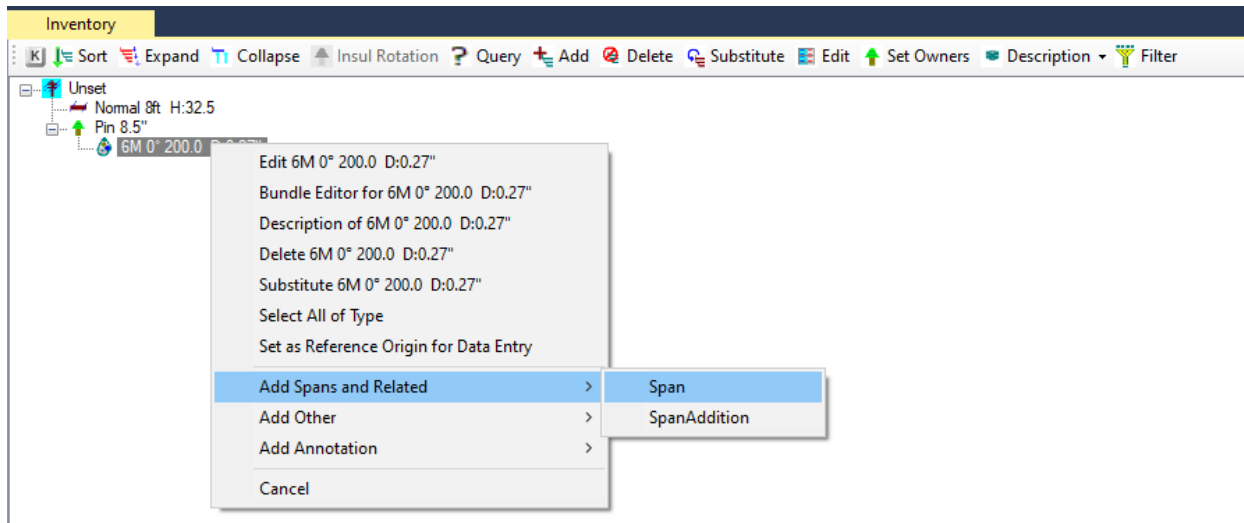 Inventory
K Sort Expand Collapse Insul Rotation ? Query Add Delete Substitute Edit Set Owners Description Filter
Unset
Normal 8ft H:32.5
Pin 8.5"
6M 0° 200.0
Edit 6M 0° 200.0 D:0.27"
Bundle Editor for 6M 0° 200.0 D:0.27"
Description of 6M 0° 200.0 D:0.27"
Delete 6M 0° 200.0 D:0.27"
Substitute 6M 0° 200.0 D:0.27"
Select All of Type
Set as Reference Origin for Data Entry
Add Spans and Related > Span
Add Other > SpanAddition
Add Annotation >
Cancel